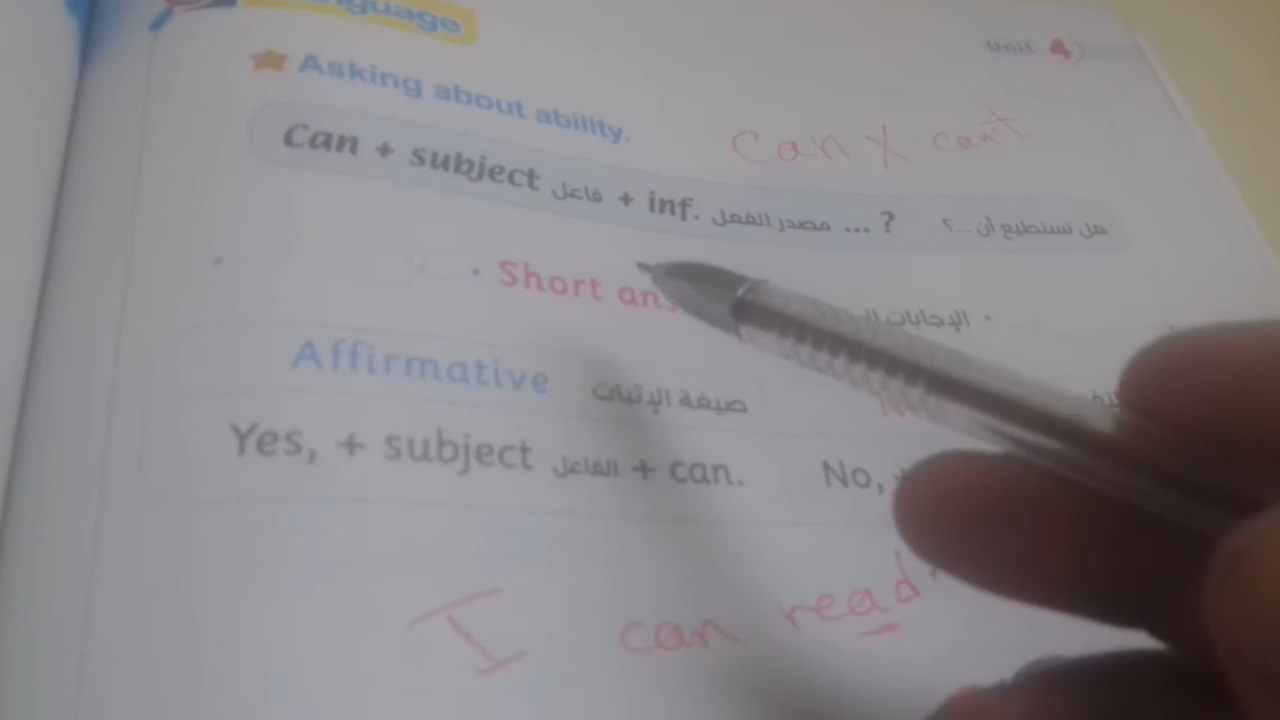 Unit 4
Asking about ability.
can X can't
Can + subject فاعل + inf. مصدر الفعل ... ? هل تستطيع أن ...؟
• Short
الإجابات •
Affirmative صيغة الإثبات
Yes, + subject الفاعل + can. No,
I can read